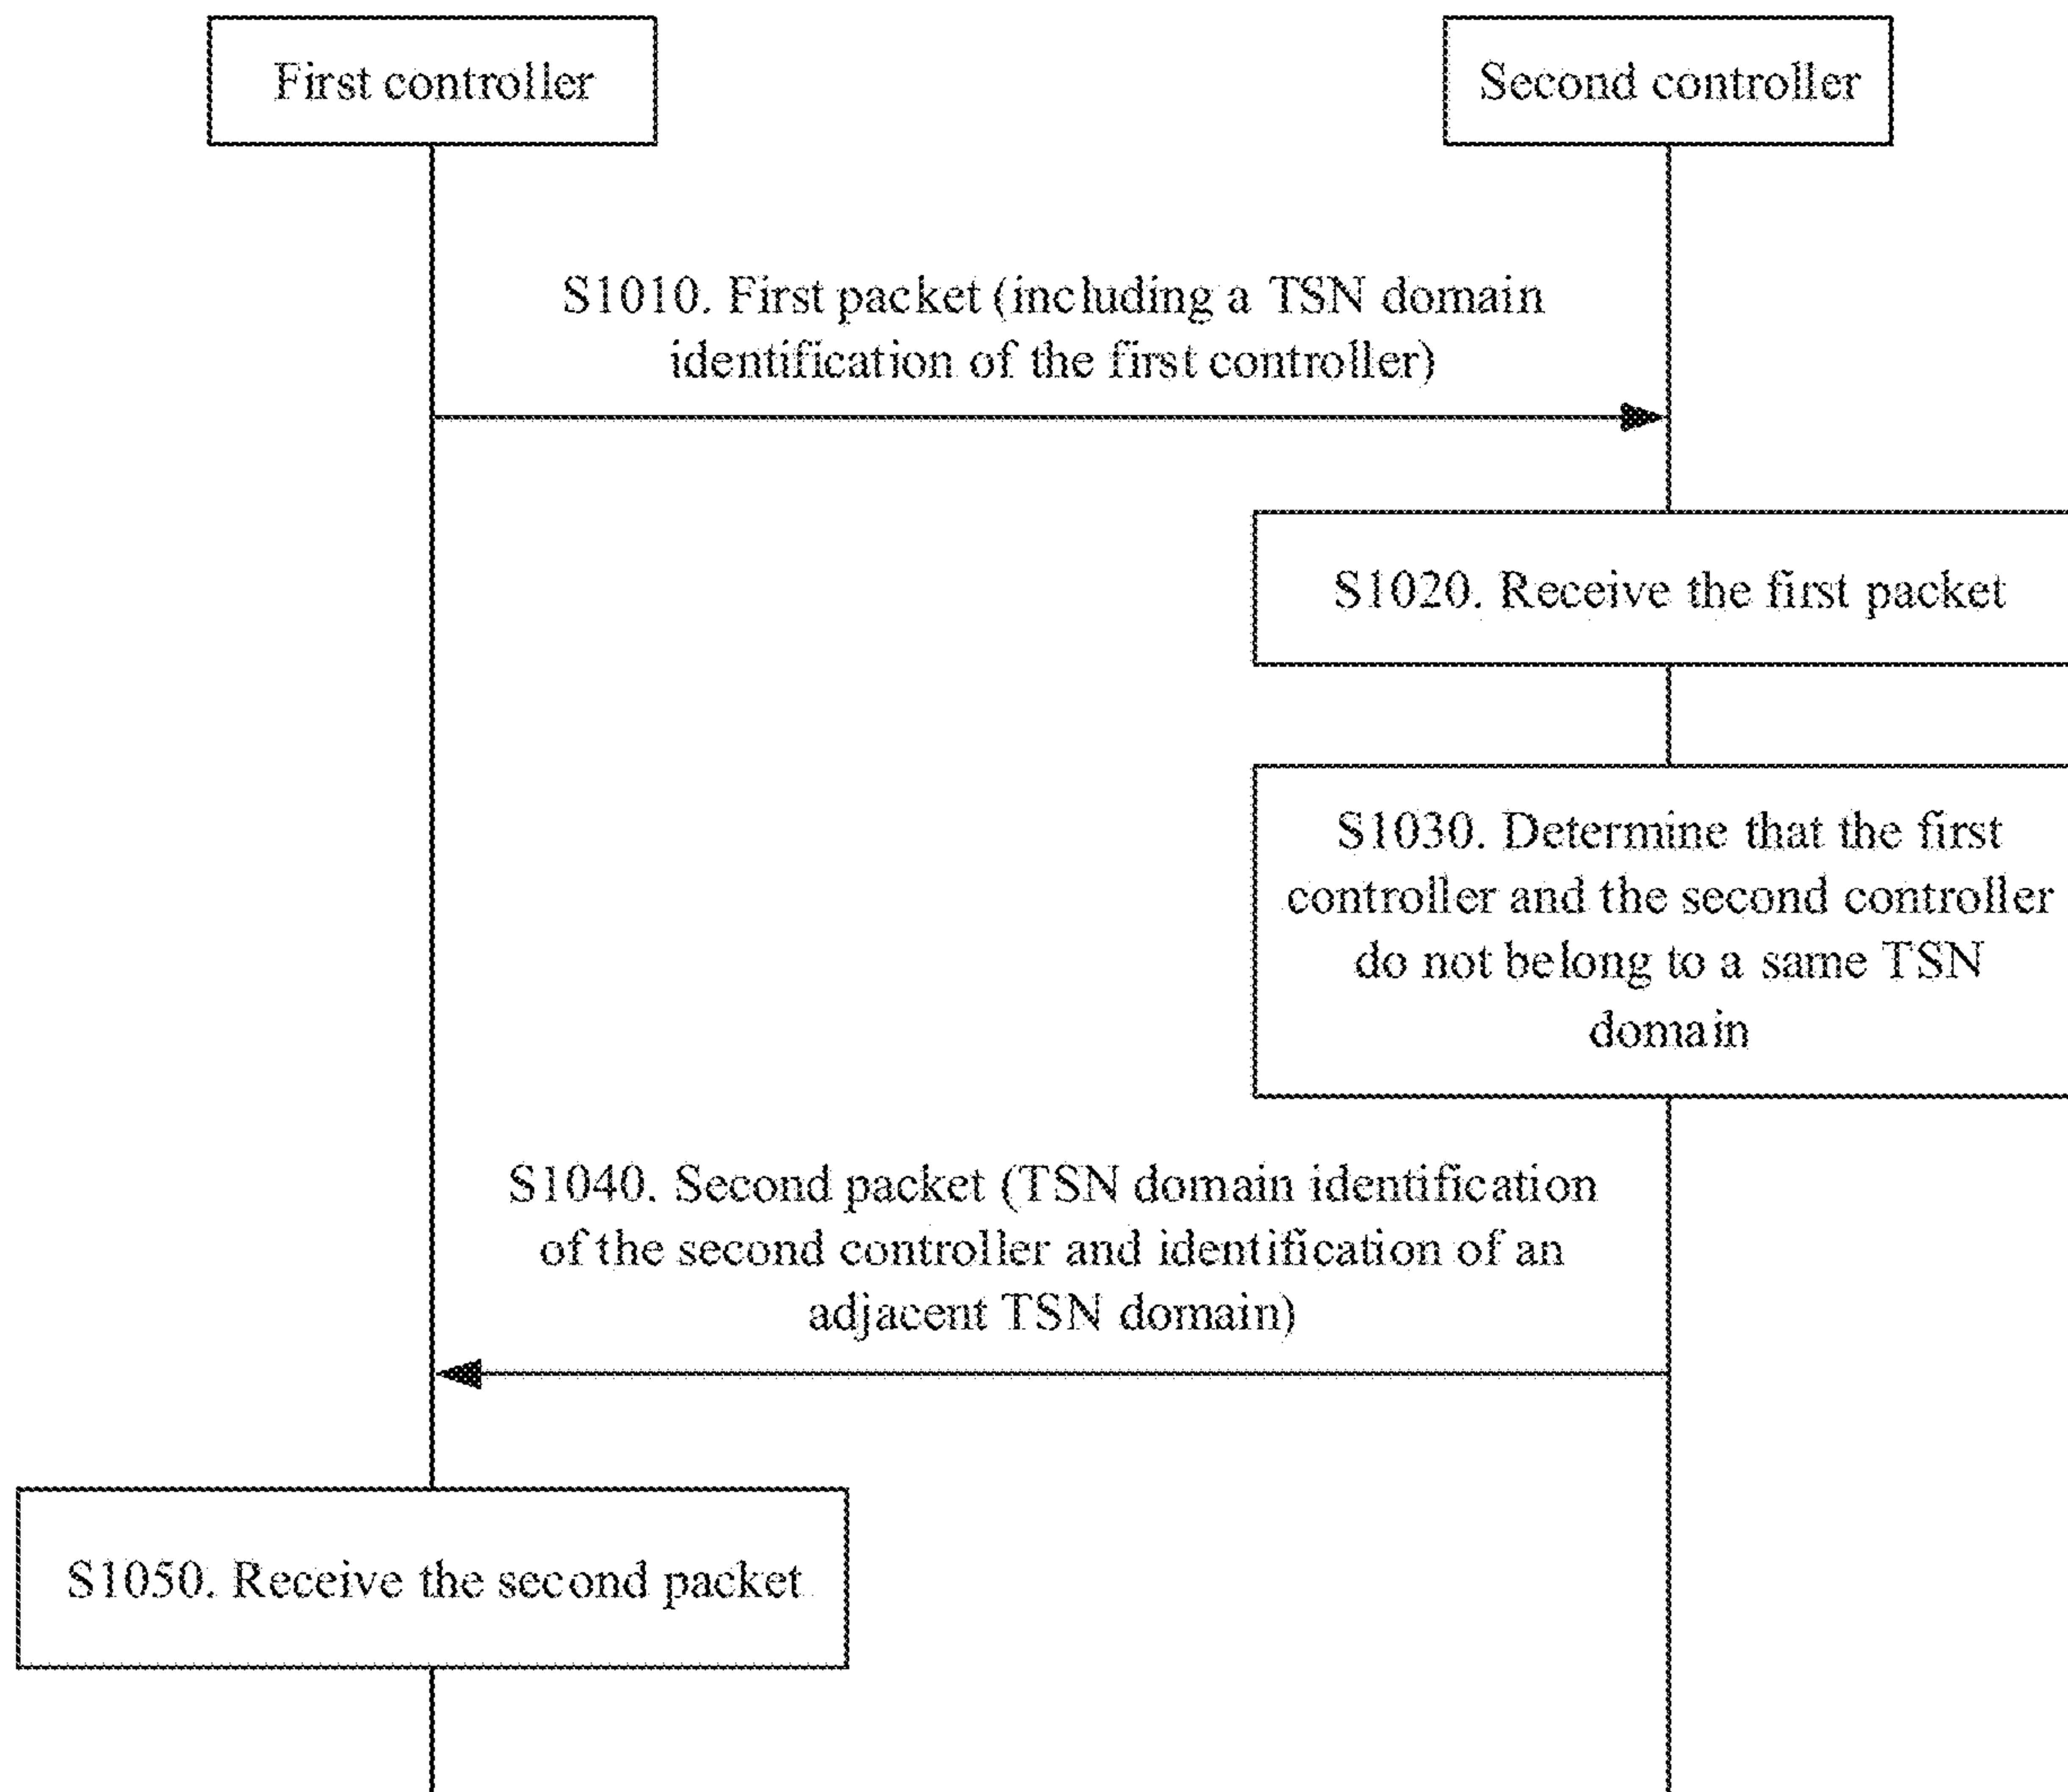 First controller
Second controller
S1010. First packet (including a TSN domain
identification of the first controller)
S1020. Receive the first packet
S1030. Determine that the first
controller and the second controller
do not belong to a same TSN
domain
S1040. Second packet (TSN domain identification
of the second controller and identification of an
adjacent TSN domain)
S1050. Receive the second packet